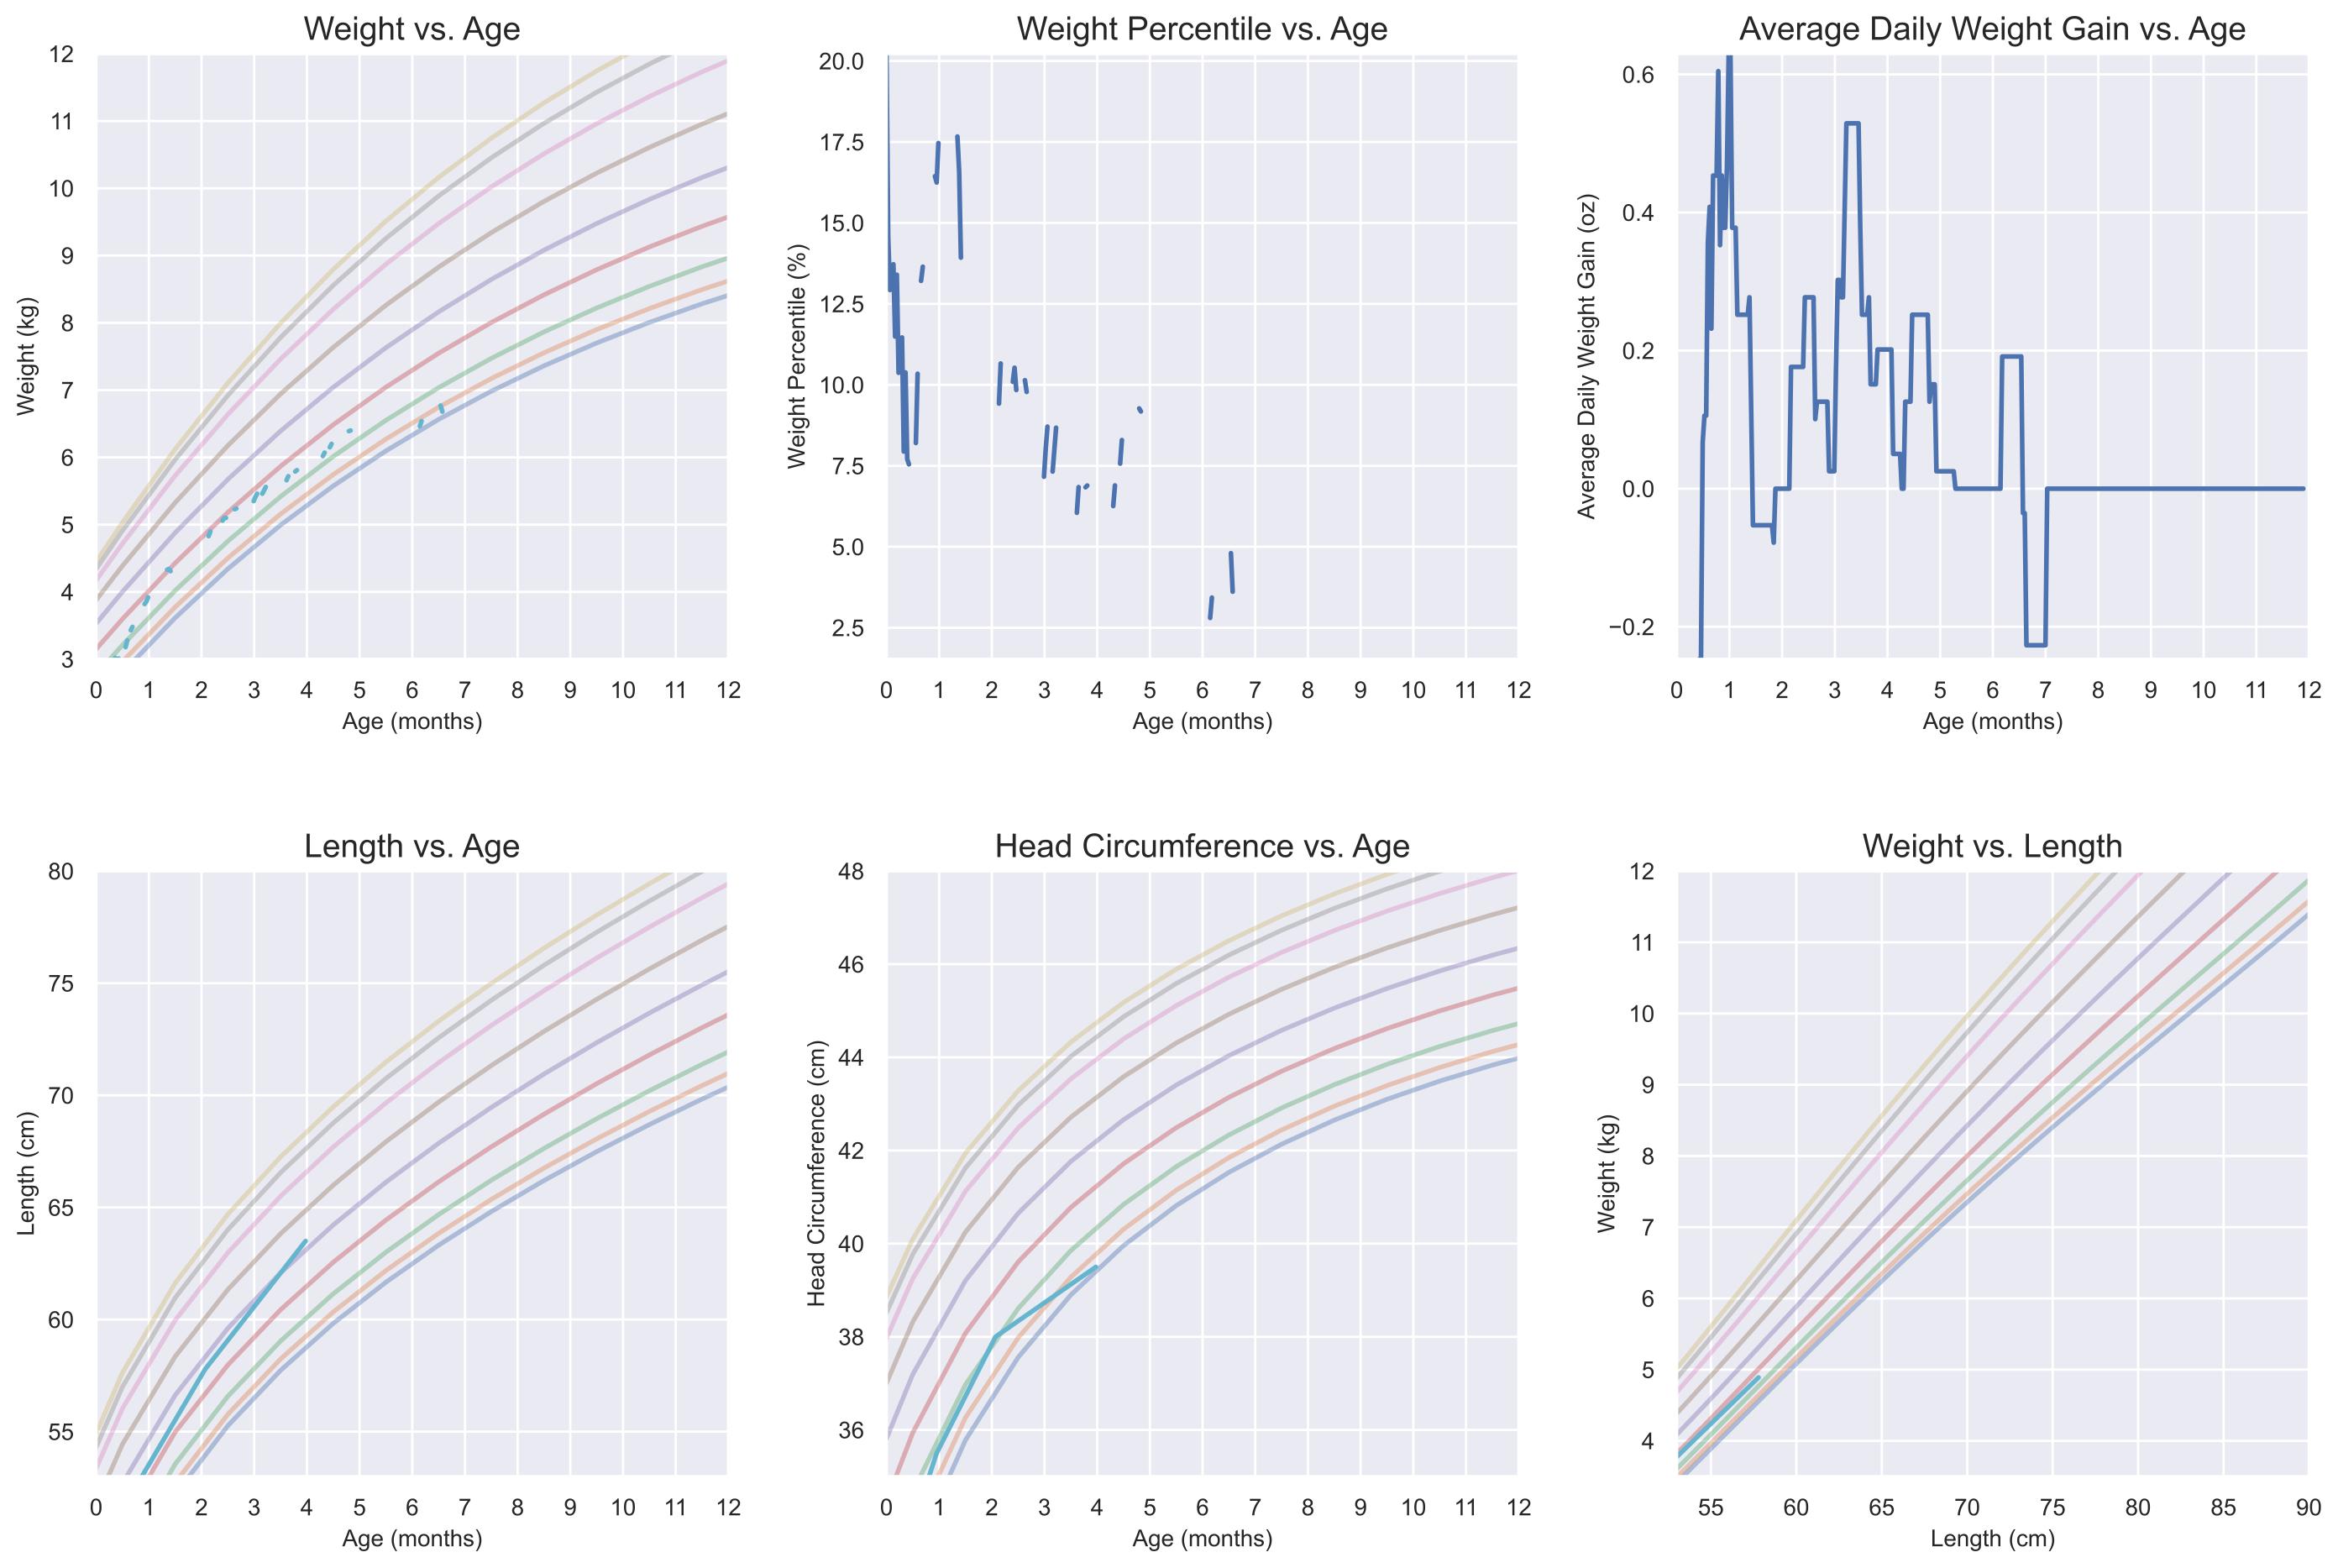 Weight vs. Age
12
11
10
9
8
7
6
5
4
3
Weight (kg)
0 1 2 3 4 5 6 7 8 9 10 11 12
Age (months)
Weight Percentile vs. Age
20.0
17.5
15.0
12.5
10.0
7.5
5.0
2.5
Weight Percentile (%)
0 1 2 3 4 5 6 7 8 9 10 11 12
Age (months)
Average Daily Weight Gain vs. Age
0.6
0.4
0.2
0.0
−0.2
Average Daily Weight Gain (oz)
0 1 2 3 4 5 6 7 8 9 10 11 12
Age (months)
Length vs. Age
80
75
70
65
60
55
Length (cm)
0 1 2 3 4 5 6 7 8 9 10 11 12
Age (months)
Head Circumference vs. Age
48
46
44
42
40
38
36
Head Circumference (cm)
0 1 2 3 4 5 6 7 8 9 10 11 12
Age (months)
Weight vs. Length
12
11
10
9
8
7
6
5
4
Weight (kg)
55 60 65 70 75 80 85 90
Length (cm)